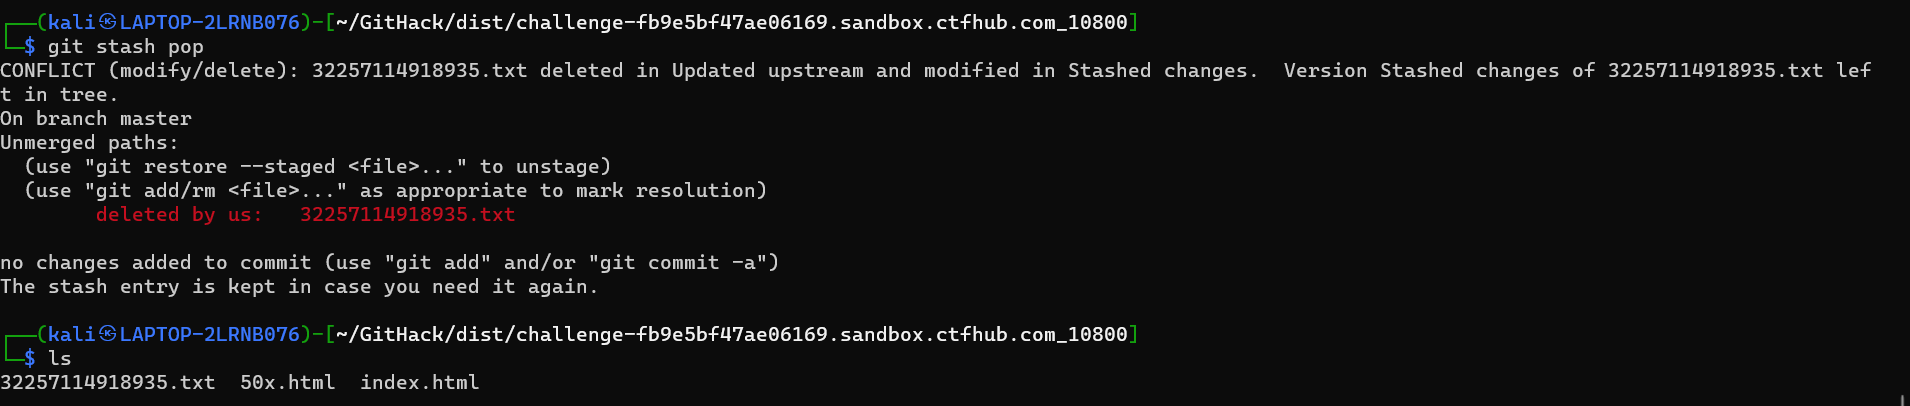 ┌──(kali㉿LAPTOP-2LRNB076)-[~/GitHack/dist/challenge-fb9e5bf47ae06169.sandbox.ctfhub.com_10800]
└─$ git stash pop
CONFLICT (modify/delete): 32257114918935.txt deleted in Updated upstream and modified in Stashed changes.  Version Stashed changes of 32257114918935.txt lef
t in tree.
On branch master
Unmerged paths:
  (use "git restore --staged <file>..." to unstage)
  (use "git add/rm <file>..." as appropriate to mark resolution)
        deleted by us:   32257114918935.txt

no changes added to commit (use "git add" and/or "git commit -a")
The stash entry is kept in case you need it again.

┌──(kali㉿LAPTOP-2LRNB076)-[~/GitHack/dist/challenge-fb9e5bf47ae06169.sandbox.ctfhub.com_10800]
└─$ ls
32257114918935.txt  50x.html  index.html